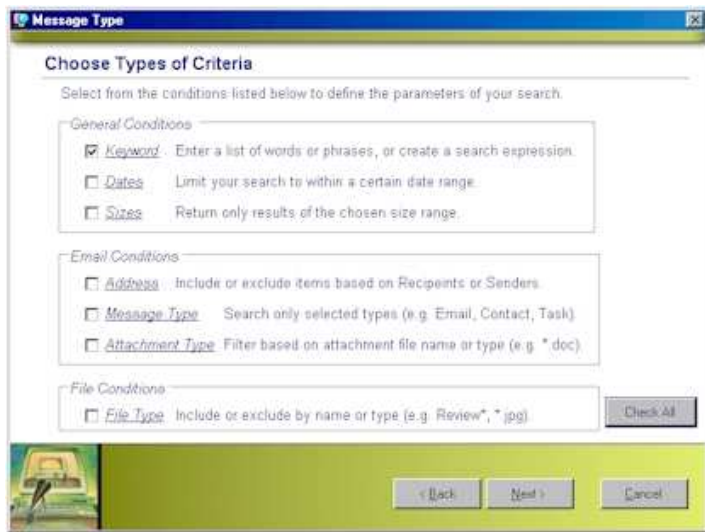 Message Type
Choose Types of Criteria
Select from the conditions listed below to define the parameters of your search.
General Conditions
Keyword Enter a list of words or phrases, or create a search expression.
Dates Limit your search to within a certain date range.
Sizes Return only results of the chosen size range.
Email Conditions
Address Include or exclude items based on Recipeints or Senders.
Message Type Search only selected types (e.g. Email, Contact, Task).
Attachment Type Filter based on attachment file name or type (e.g. *.doc).
File Conditions
File Type Include or exclude by name or type (e.g. Review*, *.jpg).
Check All
< Back Next > Cancel